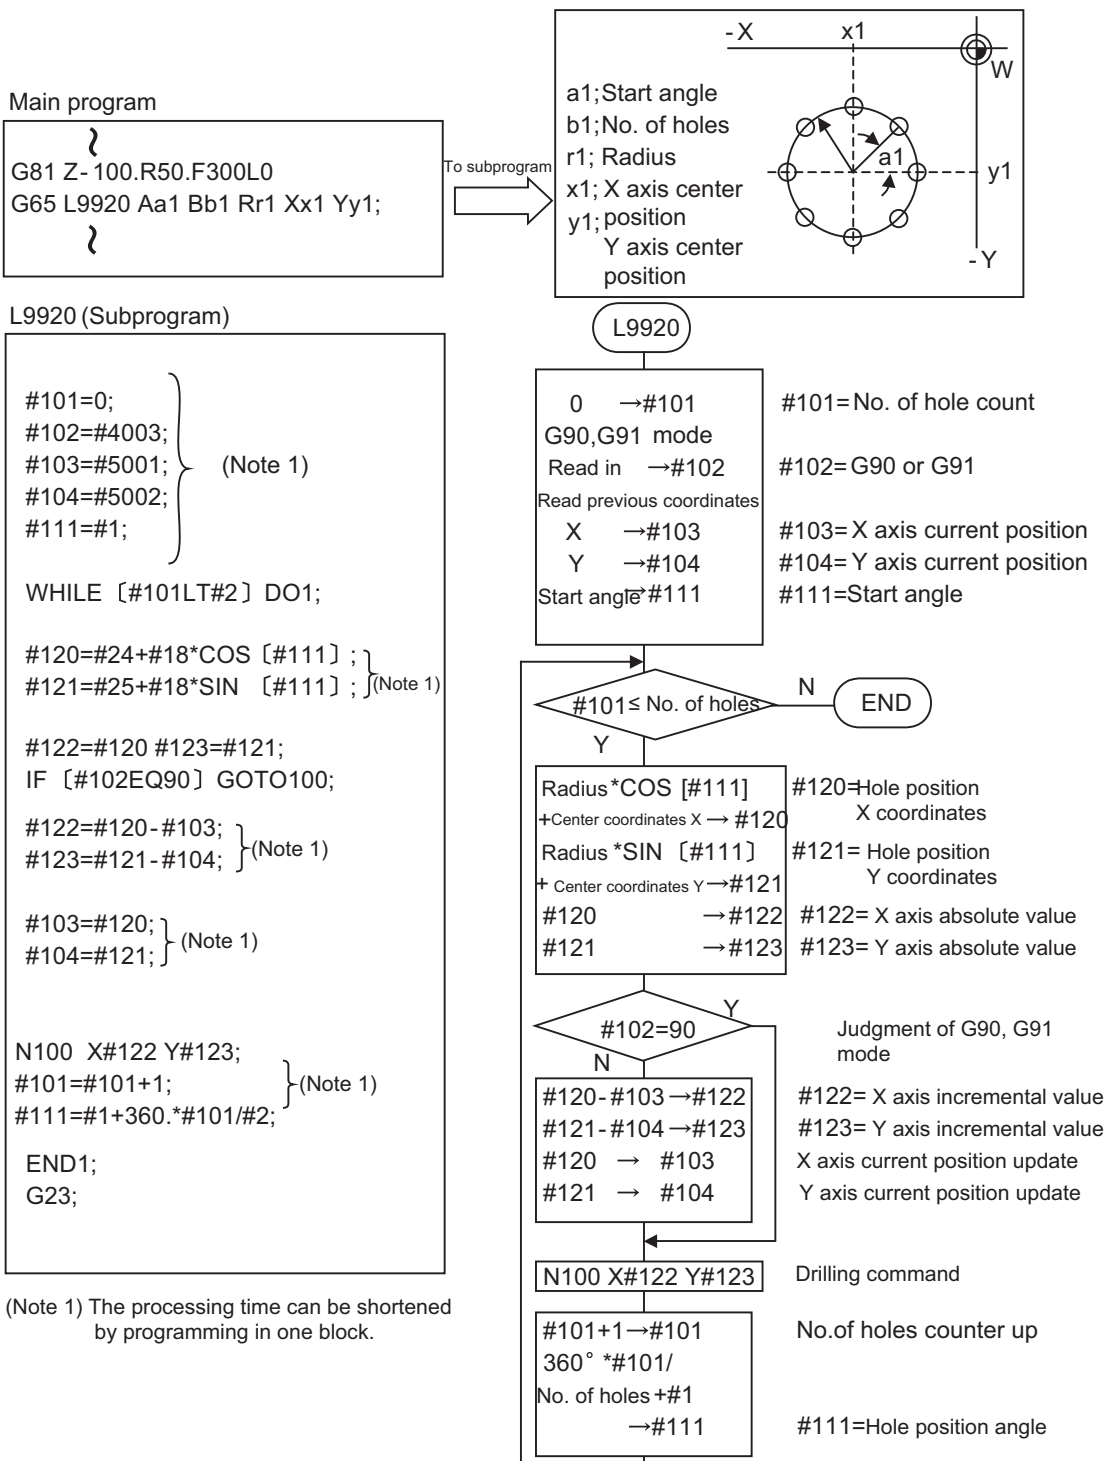 Main program
G81 Z-100.R50.F300L0
G65 L9920 Aa1 Bb1 Rr1 Xx1 Yy1;
To subprogram
-X
x1
W
a1;Start angle
b1;No. of holes
r1; Radius
x1; X axis center
position
y1;
Y axis center
position
a1
y1
-Y
L9920 (Subprogram)
#101=0;
#102=#4003;
#103=#5001;
#104=#5002;
#111=#1;
(Note 1)
WHILE〔#101LT#2〕DO1;
#120=#24+#18*COS〔#111〕;
#121=#25+#18*SIN〔#111〕;
(Note 1)
#122=#120 #123=#121;
IF〔#102EQ90〕GOTO100;
#122=#120-#103;
#123=#121-#104;
(Note 1)
#103=#120;
#104=#121;
(Note 1)
N100 X#122 Y#123;
#101=#101+1;
#111=#1+360.*#101/#2;
(Note 1)
END1;
G23;
(Note 1) The processing time can be shortened
by programming in one block.
L9920
0 →#101
#101=No. of hole count
G90,G91 mode
Read in →#102
#102=G90 or G91
Read previous coordinates
X →#103
#103=X axis current position
Y →#104
#104=Y axis current position
Start angle→#111
#111=Start angle
#101≤ No. of holes
N
END
Y
Radius*COS [#111]
+Center coordinates X → #120
#120=Hole position
X coordinates
Radius*SIN〔#111〕
+ Center coordinates Y→#121
#121= Hole position
Y coordinates
#120 →#122
#122= X axis absolute value
#121 →#123
#123= Y axis absolute value
#102=90
Y
Judgment of G90, G91
mode
N
#120-#103→#122
#122= X axis incremental value
#121-#104→#123
#123= Y axis incremental value
#120 → #103
X axis current position update
#121 → #104
Y axis current position update
N100 X#122 Y#123
Drilling command
#101+1→#101
No.of holes counter up
360° *#101/
No. of holes +#1
→#111
#111=Hole position angle